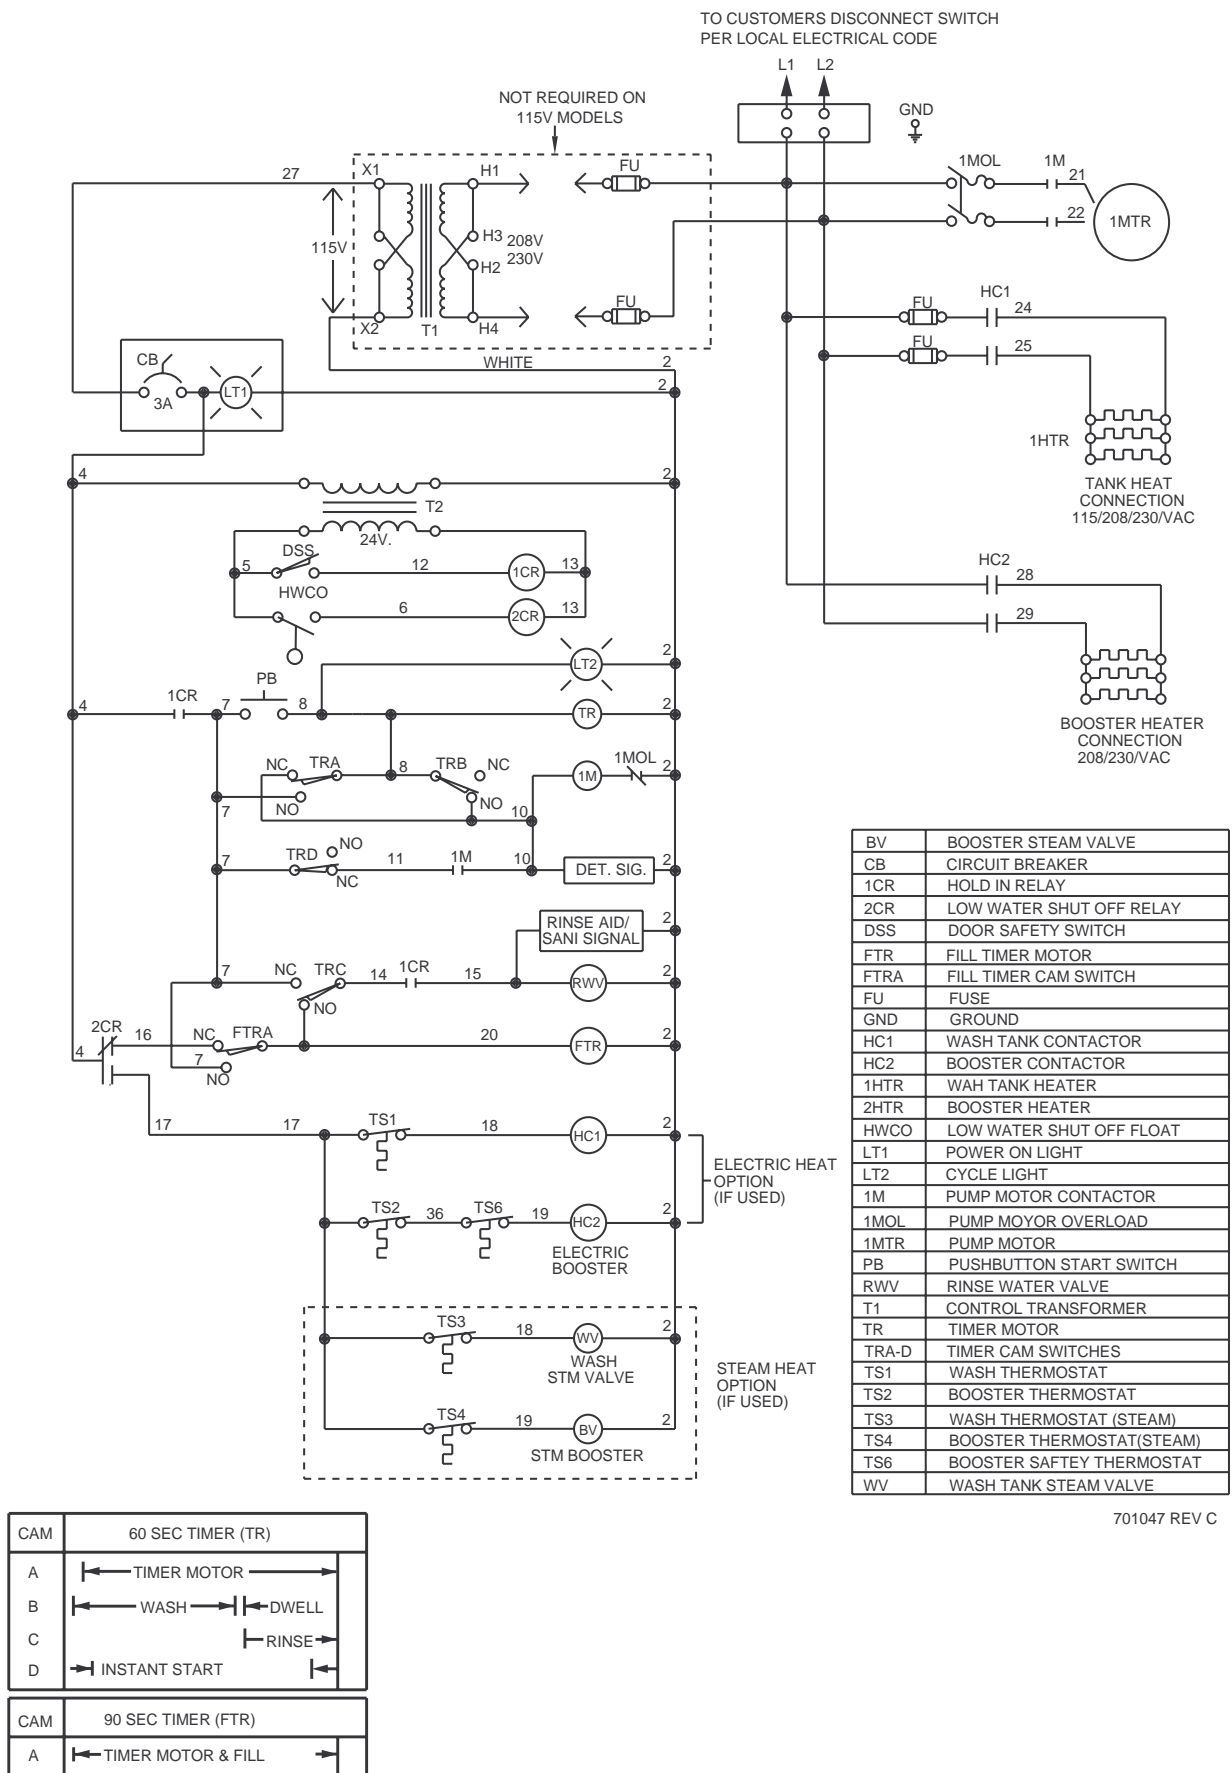 TO CUSTOMERS DISCONNECT SWITCH
PER LOCAL ELECTRICAL CODE
L1 L2
GND
NOT REQUIRED ON
115V MODELS
27 X1 H1 FU 1MOL 1M 21
22 1MTR
115V H3 208V
H2 230V
FU HC1 24
X2 T1 H4
FU 25
WHITE 2
CB 3A LT1 2
1HTR
TANK HEAT
CONNECTION
115/208/230/VAC
4 2
T2
24V.
DSS
5 12 1CR 13
HWCO
6 2CR 13
HC2 28
29
LT2 2
1CR PB
4 7 8 TR 2
BOOSTER HEATER
CONNECTION
208/230/VAC
NC TRA 8 TRB NC 1M 1MOL 2
NO NO
7 10
7 TRD NO 11 1M 10 DET. SIG. 2
NC
RINSE AID/
SANI SIGNAL 2
7 NC TRC 14 1CR 15 RWV 2
NO
2CR 16 NC FTRA 20 FTR 2
4 7
NO
17 17 TS1 18 HC1 2
ELECTRIC HEAT
OPTION
(IF USED)
TS2 36 TS6 19 HC2 2
ELECTRIC
BOOSTER
TS3 18 WV 2
WASH
STM VALVE
STEAM HEAT
OPTION
(IF USED)
TS4 19 BV 2
STM BOOSTER
BV BOOSTER STEAM VALVE
CB CIRCUIT BREAKER
1CR HOLD IN RELAY
2CR LOW WATER SHUT OFF RELAY
DSS DOOR SAFETY SWITCH
FTR FILL TIMER MOTOR
FTRA FILL TIMER CAM SWITCH
FU FUSE
GND GROUND
HC1 WASH TANK CONTACTOR
HC2 BOOSTER CONTACTOR
1HTR WAH TANK HEATER
2HTR BOOSTER HEATER
HWCO LOW WATER SHUT OFF FLOAT
LT1 POWER ON LIGHT
LT2 CYCLE LIGHT
1M PUMP MOTOR CONTACTOR
1MOL PUMP MOYOR OVERLOAD
1MTR PUMP MOTOR
PB PUSHBUTTON START SWITCH
RWV RINSE WATER VALVE
T1 CONTROL TRANSFORMER
TR TIMER MOTOR
TRA-D TIMER CAM SWITCHES
TS1 WASH THERMOSTAT
TS2 BOOSTER THERMOSTAT
TS3 WASH THERMOSTAT (STEAM)
TS4 BOOSTER THERMOSTAT(STEAM)
TS6 BOOSTER SAFTEY THERMOSTAT
WV WASH TANK STEAM VALVE
701047 REV C
CAM 60 SEC TIMER (TR)
A TIMER MOTOR
B WASH DWELL
C RINSE
D INSTANT START
CAM 90 SEC TIMER (FTR)
A TIMER MOTOR & FILL